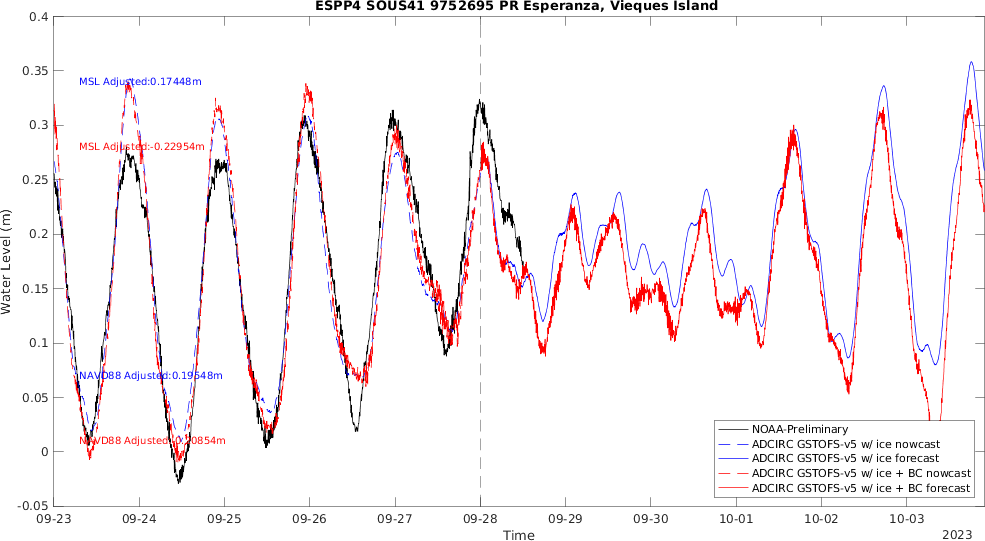 ESPP4 SOUS41 9752695 PR Esperanza, Vieques Island
0.4
0.35
0.3
0.25
0.2
0.15
0.1
0.05
0
-0.05
Water Level (m)
MSL Adjusted:0.17448m
MSL Adjusted:-0.22954m
NAVD88 Adjusted:0.19548m
NAVD88 Adjusted:-0.20854m
NOAA-Preliminary
ADCIRC GSTOFS-v5 w/ ice nowcast
ADCIRC GSTOFS-v5 w/ ice forecast
ADCIRC GSTOFS-v5 w/ ice + BC nowcast
ADCIRC GSTOFS-v5 w/ ice + BC forecast
09-23 09-24 09-25 09-26 09-27 09-28 09-29 09-30 10-01 10-02 10-03
Time
2023